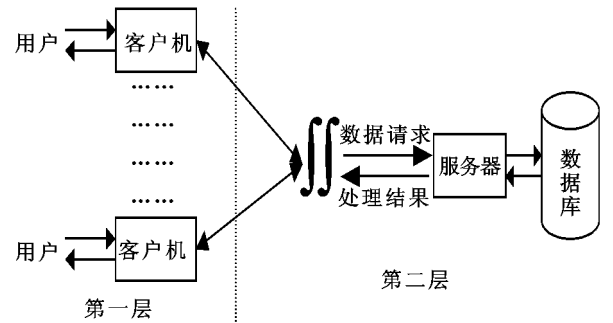 用户
客户机
……
……
……
……
用户
客户机
第一层
数据请求
处理结果
服务器
数据库
第二层